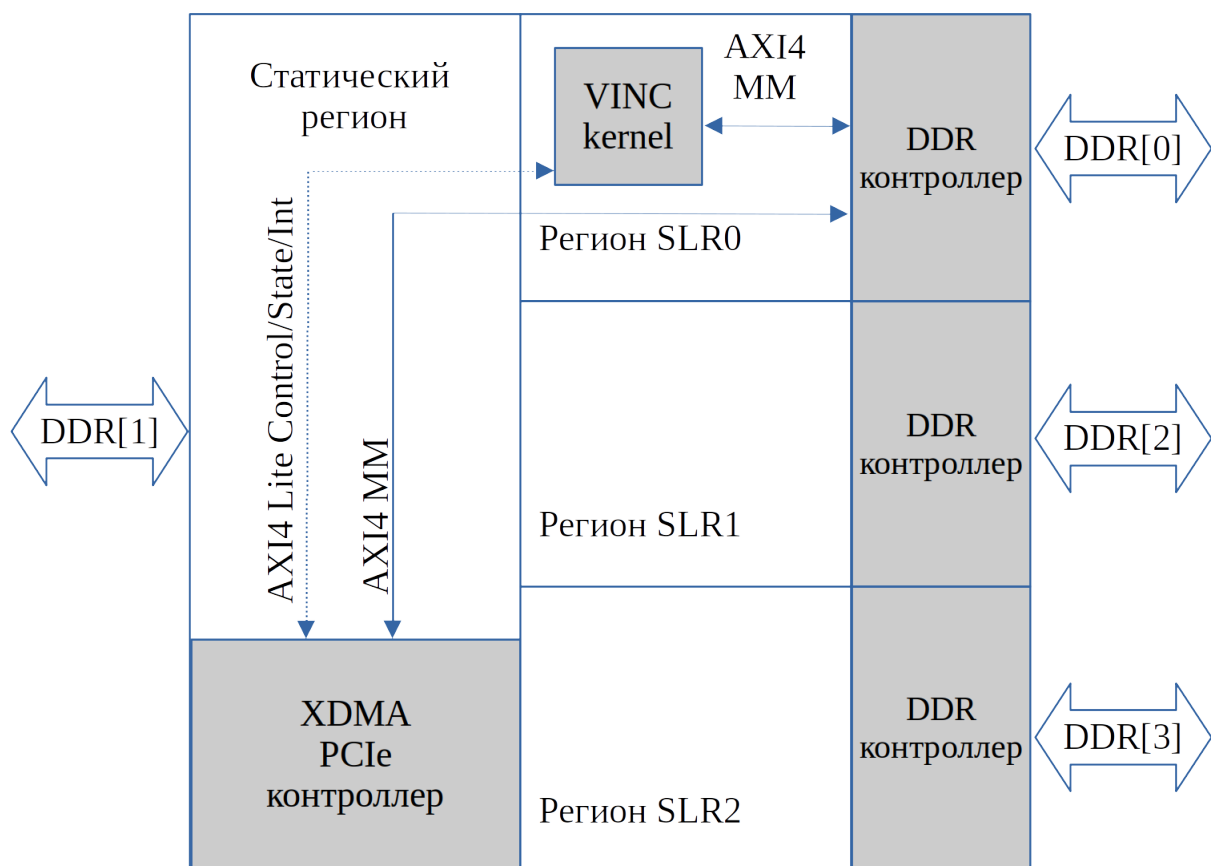 Статический
регион
VINC
kernel
AXI4
MM
DDR
контроллер
DDR[0]
Регион SLR0
AXI4 Lite Control/State/Int
AXI4 MM
DDR[1]
DDR
контроллер
DDR[2]
Регион SLR1
XDMA
PCIe
контроллер
DDR
контроллер
DDR[3]
Регион SLR2